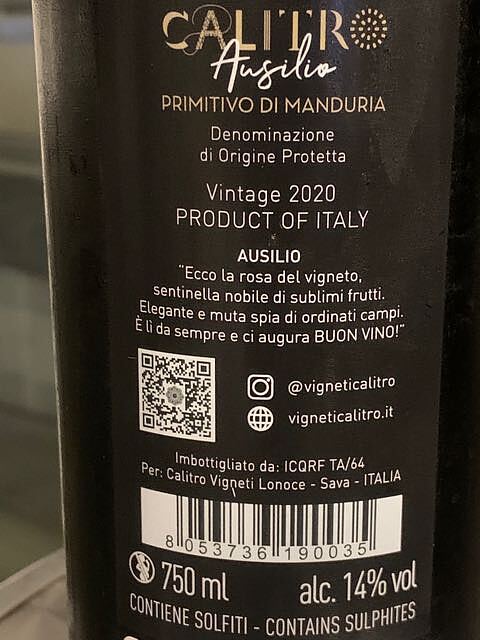 CALITRO
Ausilio
PRIMITIVO DI MANDURIA
Denominazione
di Origine Protetta
Vintage 2020
PRODUCT OF ITALY
AUSILIO
"Ecco la rosa del vigneto,
sentinella nobile di sublimi frutti.
Elegante e muta spia di ordinati campi.
È lì da sempre e ci augura BUON VINO!"
@vigneticalitro
vigneticalitro.it
Imbottigliato da: ICQRF TA/64
Per: Calitro Vigneti Lonoce - Sava - ITALIA
8 053736 190035
750 ml alc. 14% vol
CONTIENE SOLFITI - CONTAINS SULPHITES